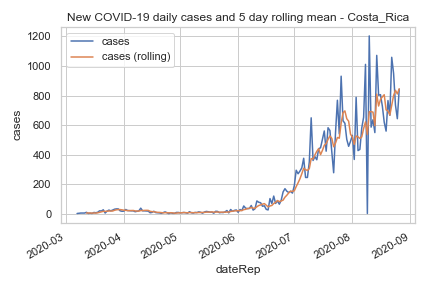 New COVID-19 daily cases and 5 day rolling mean - Costa_Rica
cases
cases (rolling)
1200
1000
800
600
400
200
0
cases
2020-03
2020-04
2020-05
2020-06
2020-07
2020-08
2020-09
dateRep